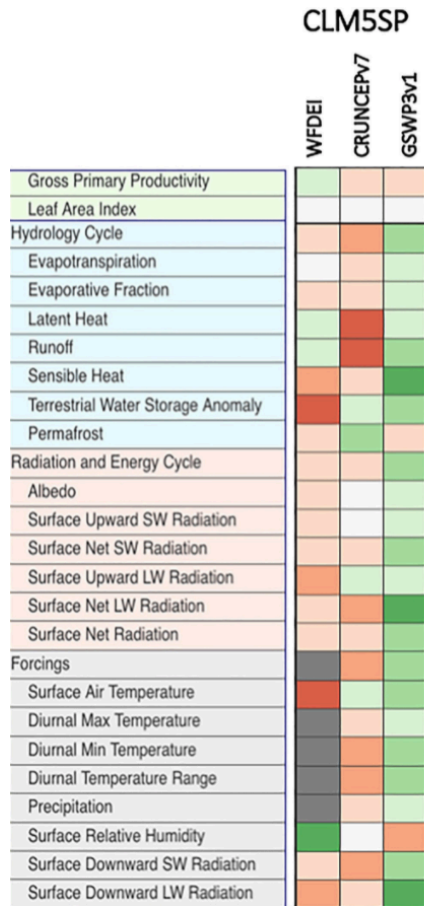 CLM5SP
WFDEI
CRUNCEPv7
GSWP3v1
Gross Primary Productivity
Leaf Area Index
Hydrology Cycle
Evapotranspiration
Evaporative Fraction
Latent Heat
Runoff
Sensible Heat
Terrestrial Water Storage Anomaly
Permafrost
Radiation and Energy Cycle
Albedo
Surface Upward SW Radiation
Surface Net SW Radiation
Surface Upward LW Radiation
Surface Net LW Radiation
Surface Net Radiation
Forcings
Surface Air Temperature
Diurnal Max Temperature
Diurnal Min Temperature
Diurnal Temperature Range
Precipitation
Surface Relative Humidity
Surface Downward SW Radiation
Surface Downward LW Radiation